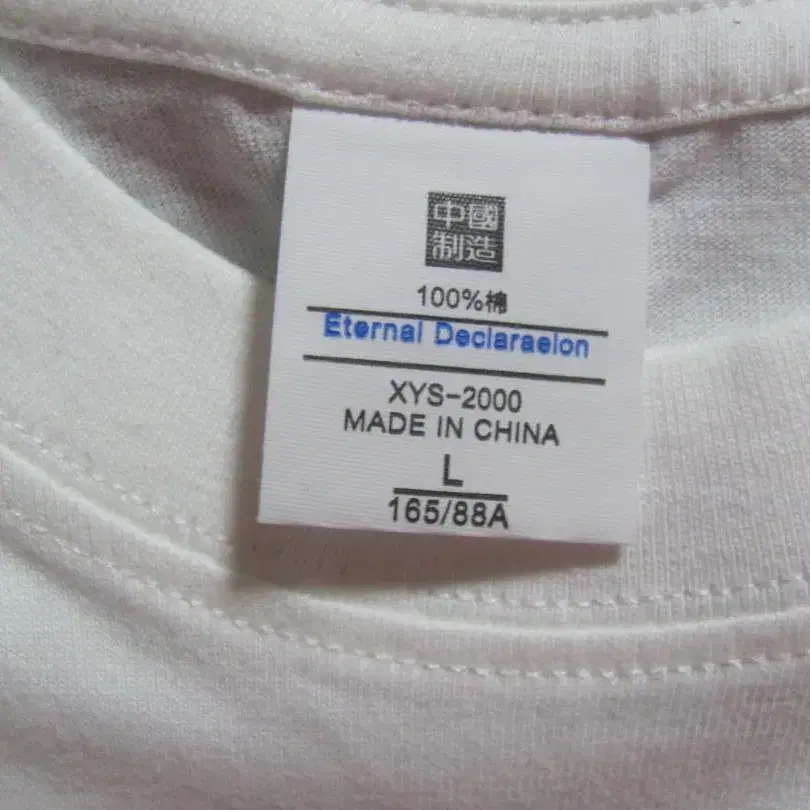 中國
制造
100%棉
Eternal Declaraeion
XYS-2000
MADE IN CHINA
L
165/88A